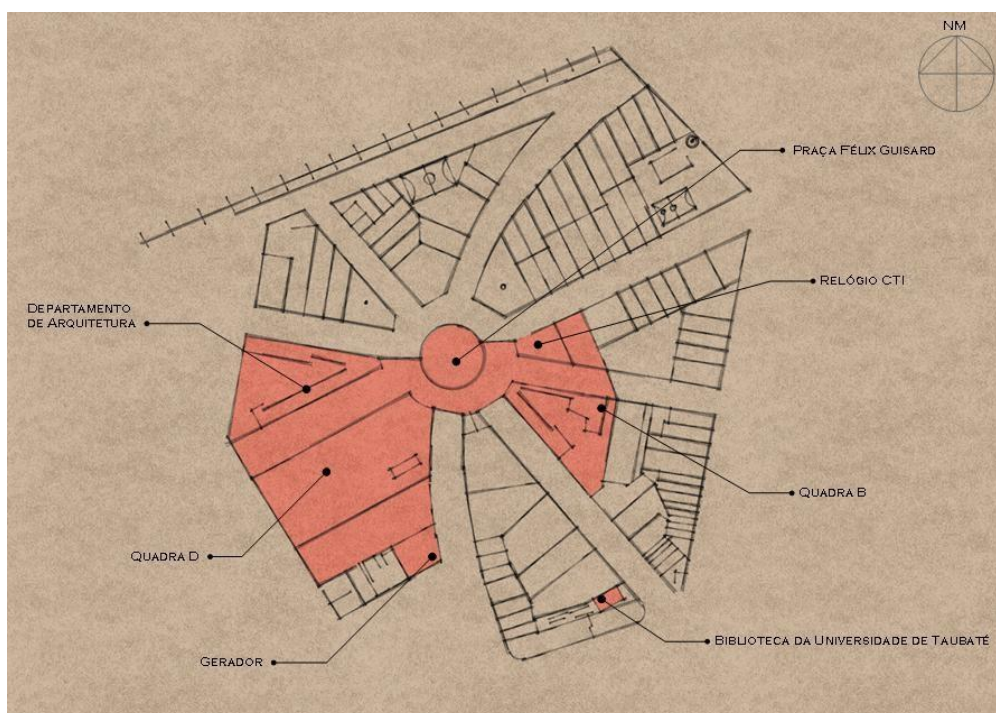 NM
Praça Félix Guisard
Relógio CTI
Departamento
de Arquitetura
Quadra B
Quadra D
Biblioteca da Universidade de Taubaté
Gerador